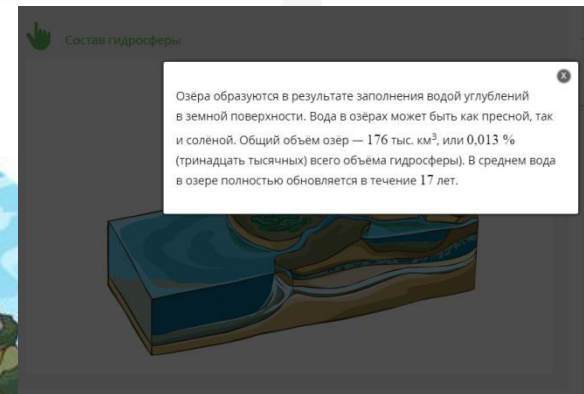 Состав гидросферы
x
Озёра образуются в результате заполнения водой углублений
в земной поверхности. Вода в озёрах может быть как пресной, так
и солёной. Общий объём озёр — 176 тыс. км³, или 0,013 %
(тринадцать тысячных) всего объёма гидросферы). В среднем вода
в озере полностью обновляется в течение 17 лет.